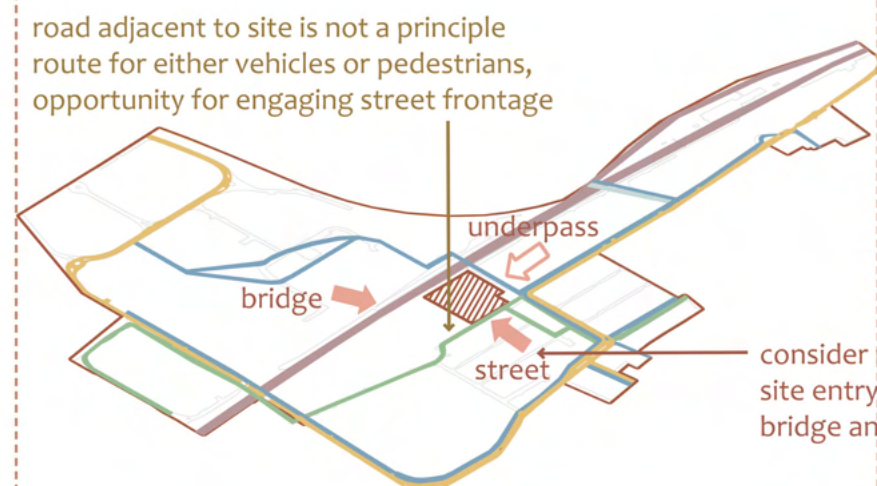 road adjacent to site is not a principle
route for either vehicles or pedestrians,
opportunity for engaging street frontage
underpass
bridge
street
consider
site entry
bridge an